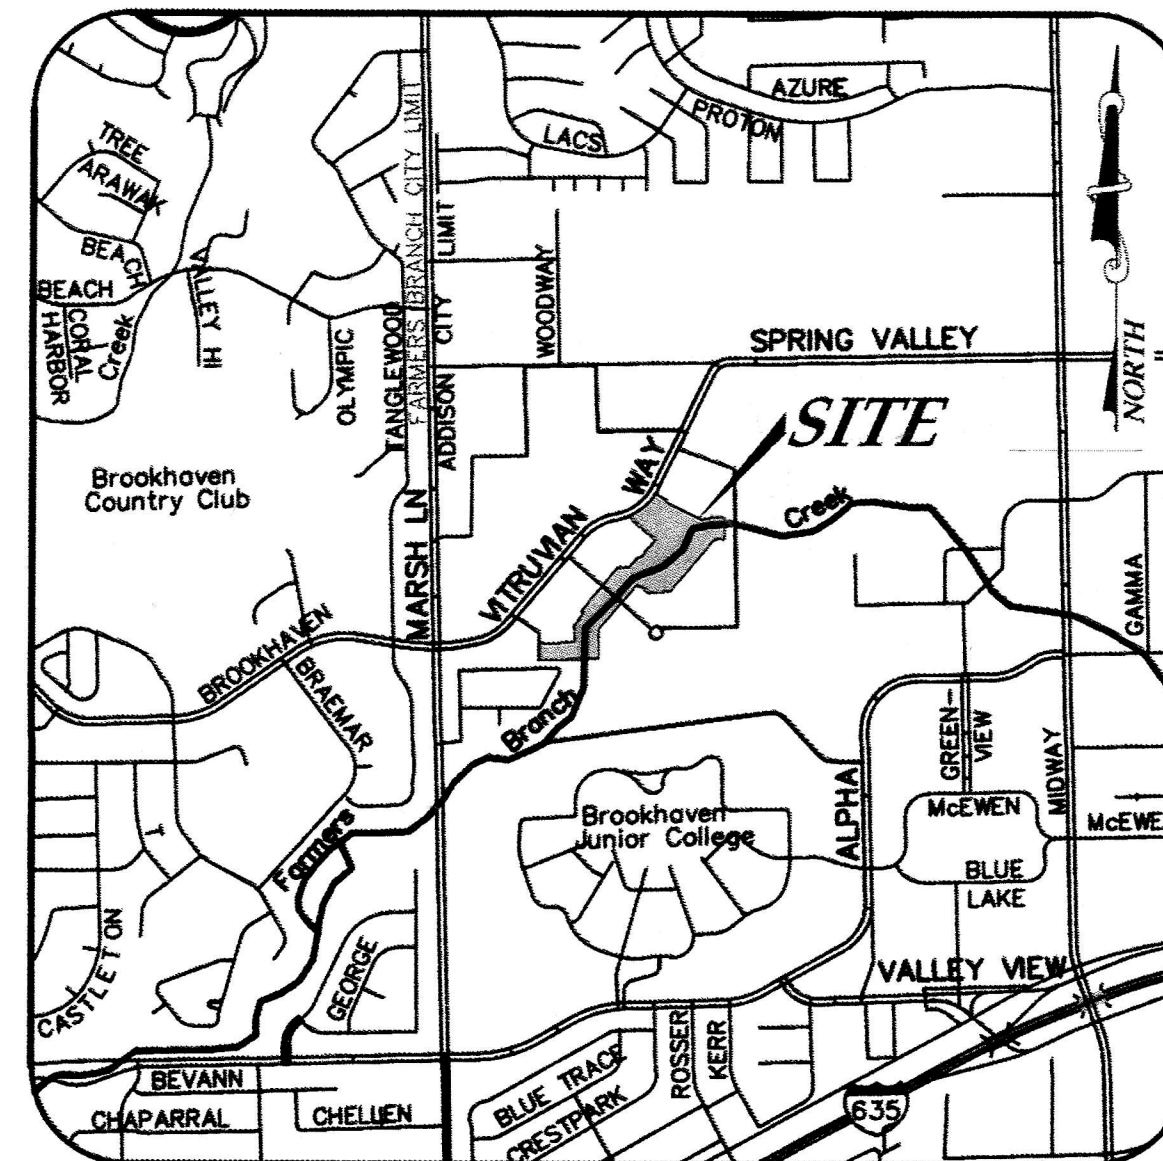 AZURE
PROTON
LACS
TREE
ARAWAK
BEACH
BEACH
VALLEY HI
CORAL
HARBOR
Creek
OLYMPIC
TANGLEWOOD
FARMERS BRANCH CITY LIMIT
ADDISON CITY LIMIT
WOODWAY
SPRING VALLEY
NORTH
SITE
Brookhaven
Country Club
MARSH LN
VITRUVIAN WAY
Creek
GAMMA
BROOKHAVEN
BRAEMAR
Branch
GREEN-
VIEW
MIDWAY
ALPHA
McEWEN
McEWE
Brookhaven
Junior College
Farmers
BLUE
LAKE
CASTLETON
GEORGE
VALLEY VIEW
ROSSER
KERR
BLUE TRACE
CRESTPARK
BEVANN
CHAPARRAL
CHELLEN
635